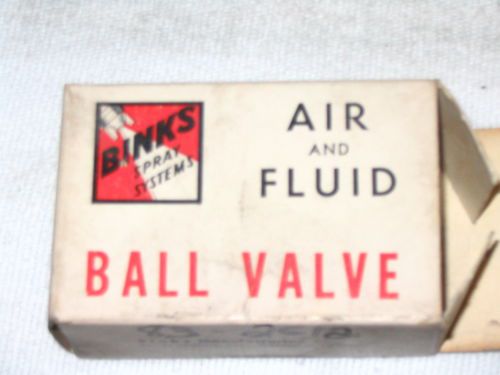 BINKS
SPRAY
SYSTEMS
AIR
AND
FLUID
BALL VALVE